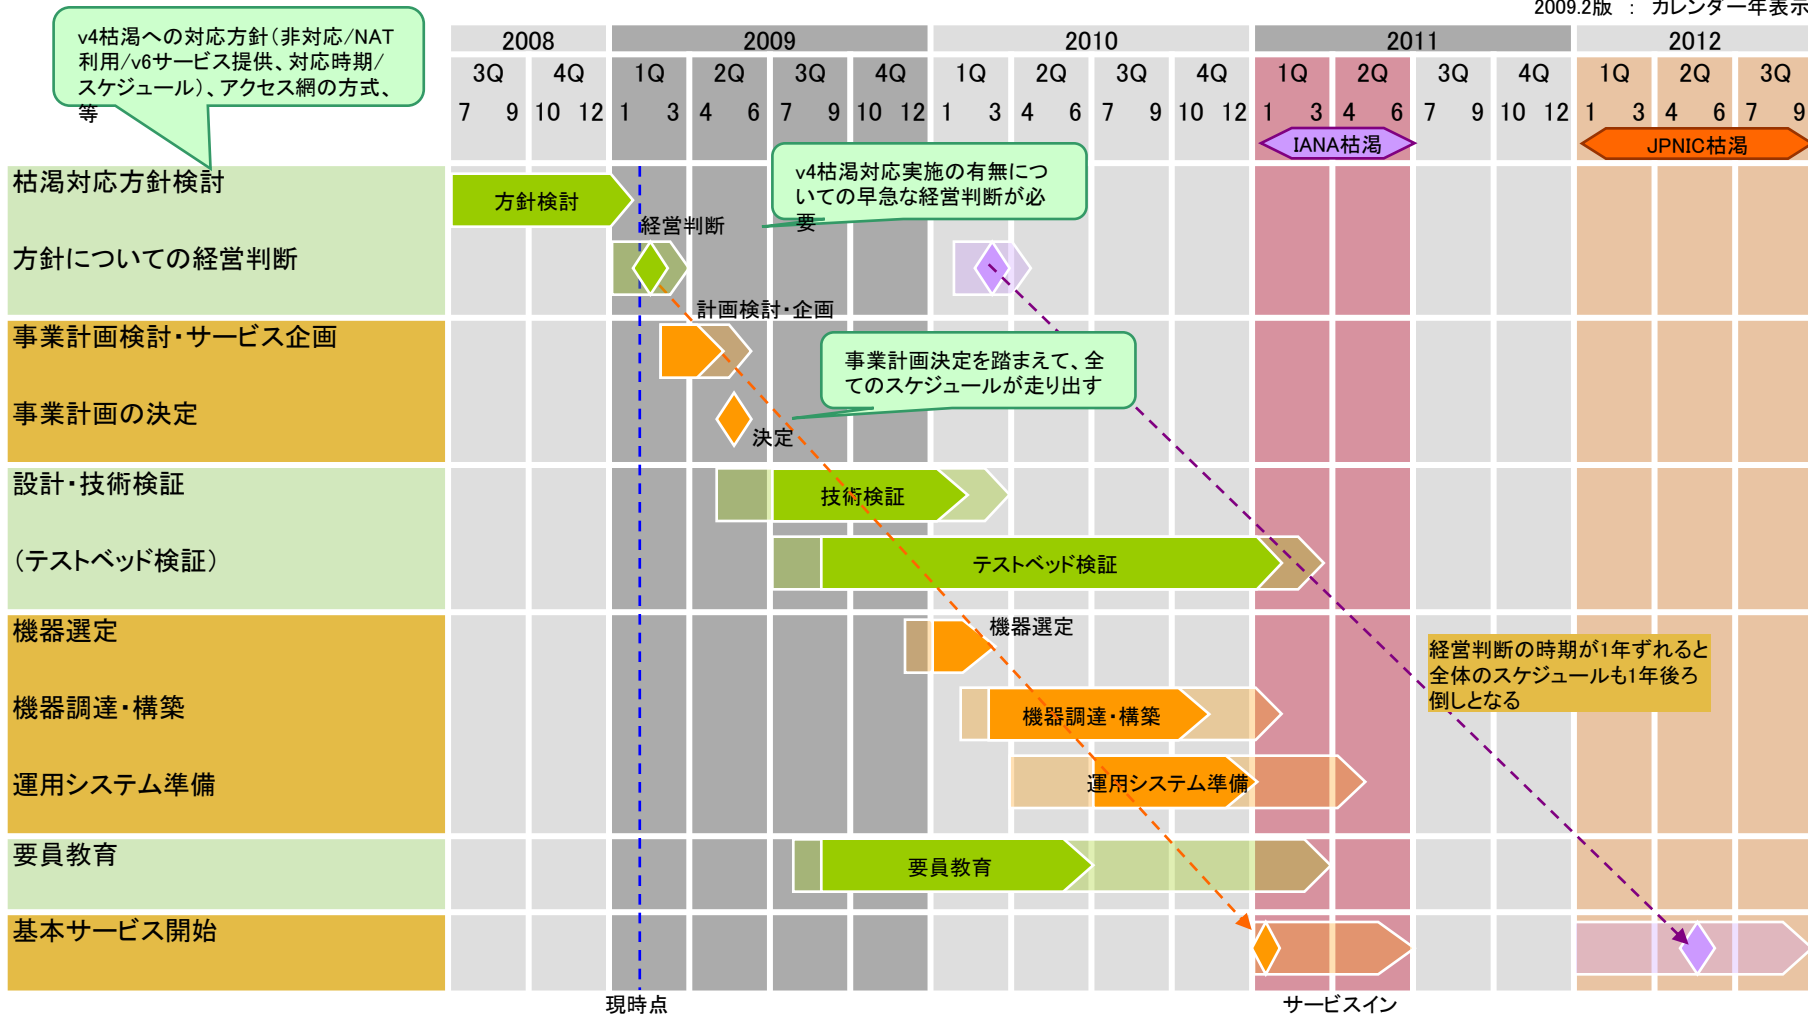 2009.2版 ： カレンダー年表示
v4枯渇への対応方針（非対応/NAT
利用/v6サービス提供、対応時期/
スケジュール）、アクセス網の方式、
等
2008 2009 2010 2011 2012
3Q 4Q 1Q 2Q 3Q 4Q 1Q 2Q 3Q 4Q 1Q 2Q 3Q 4Q 1Q 2Q 3Q
7 9 10 12 1 3 4 6 7 9 10 12 1 3 4 6 7 9 10 12 1 3 4 6 7 9 10 12 1 3 4 6 7 9
IANA枯渇 JPNIC枯渇
枯渇対応方針検討
方針検討
v4枯渇対応実施の有無につ
いての早急な経営判断が必
要
経営判断
方針についての経営判断
計画検討・企画
事業計画検討・サービス企画
事業計画決定を踏まえて、全
てのスケジュールが走り出す
事業計画の決定
決定
設計・技術検証
技術検証
（テストベッド検証）
テストベッド検証
機器選定
機器選定
経営判断の時期が1年ずれると
全体のスケジュールも1年後ろ
倒しとなる
機器調達・構築
機器調達・構築
運用システム準備
運用システム準備
要員教育
要員教育
基本サービス開始
現時点
サービスイン